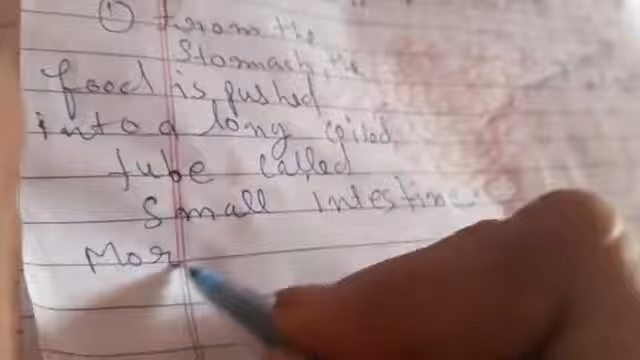 ① From the
Stomach, the
food is pushed
into a long coiled
tube called
small intestine
Mor